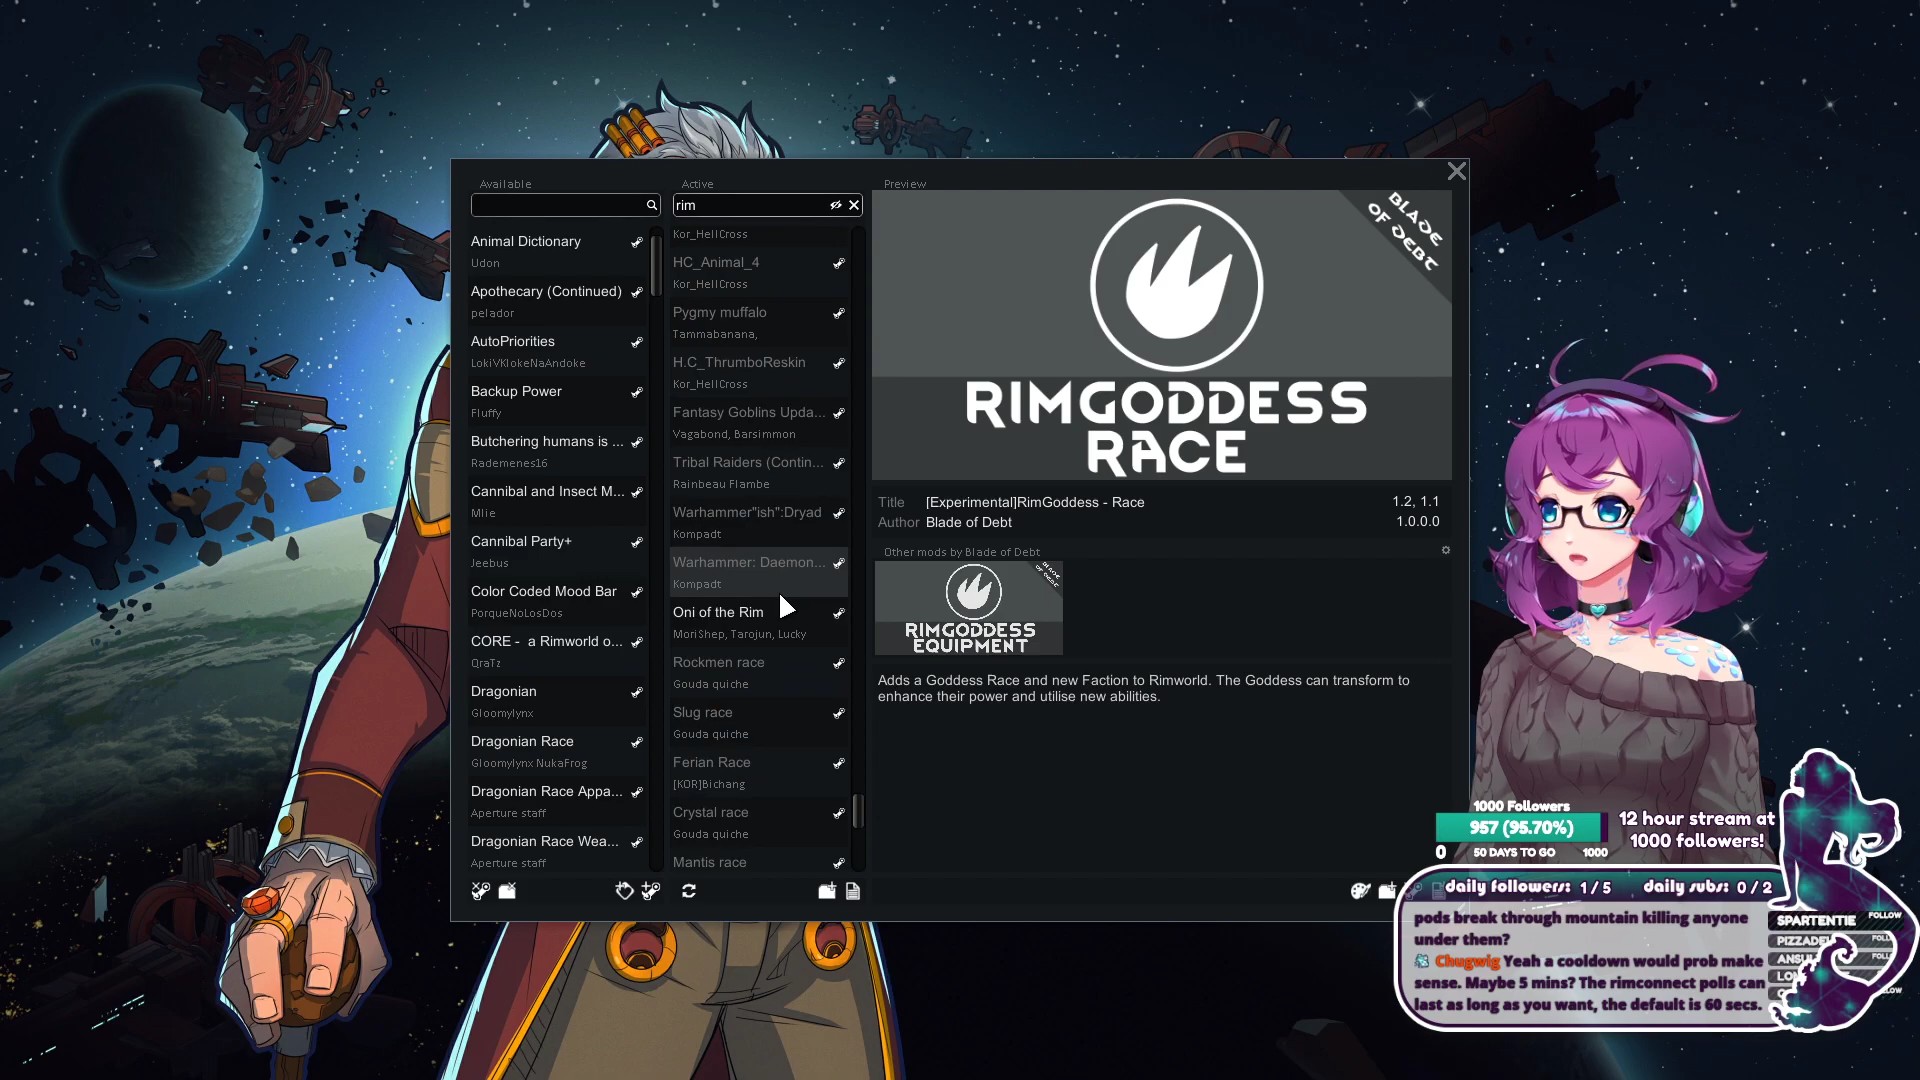 Available
Active
Preview
rim
Animal Dictionary
Udon
Apothecary (Continued)
pelador
AutoPriorities
LokiVKlokeNaAndoke
Backup Power
Fluffy
Butchering humans is ...
Rademenes16
Cannibal and Insect M...
Mlie
Cannibal Party+
Jeebus
Color Coded Mood Bar
PorqueNoLosDos
CORE - a Rimworld o...
QraTz
Dragonian
Gloomylynx
Dragonian Race
Gloomylynx NukaFrog
Dragonian Race Appa...
Aperture staff
Dragonian Race Wea...
Aperture staff
Kor_HellCross
HC_Animal_4
Kor_HellCross
Pygmy muffalo
Tammabanana,
H.C_ThrumboReskin
Kor_HellCross
Fantasy Goblins Upda...
Vagabond, Barsimmon
Tribal Raiders (Contin...
Rainbeau Flambe
Warhammer"ish":Dryad
Kompadt
Warhammer: Daemon...
Kompadt
Oni of the Rim
MoriShep, Tarojun, Lucky
Rockmen race
Gouda quiche
Slug race
Gouda quiche
Ferian Race
[KOR]Bichang
Crystal race
Gouda quiche
Mantis race
BLADE
OF DEBT
RIMGODDESS
RACE
Title [Experimental]RimGoddess - Race 1.2, 1.1
Author Blade of Debt 1.0.0.0
Other mods by Blade of Debt
BLADE
OF DEBT
RIMGODDESS
EQUIPMENT
Adds a Goddess Race and new Faction to Rimworld. The Goddess can transform to
enhance their power and utilise new abilities.
1000 Followers
957 (95.70%)
0 50 DAYS TO GO 1000
12 hour stream at
1000 followers!
daily followers: 1/5 daily subs: 0/2
pods break through mountain killing anyone
under them?
Chugwig Yeah a cooldown would prob make
sense. Maybe 5 mins? The rimconnect polls can
last as long as you want, the default is 60 secs.
SPARTENTIE FOLLOW